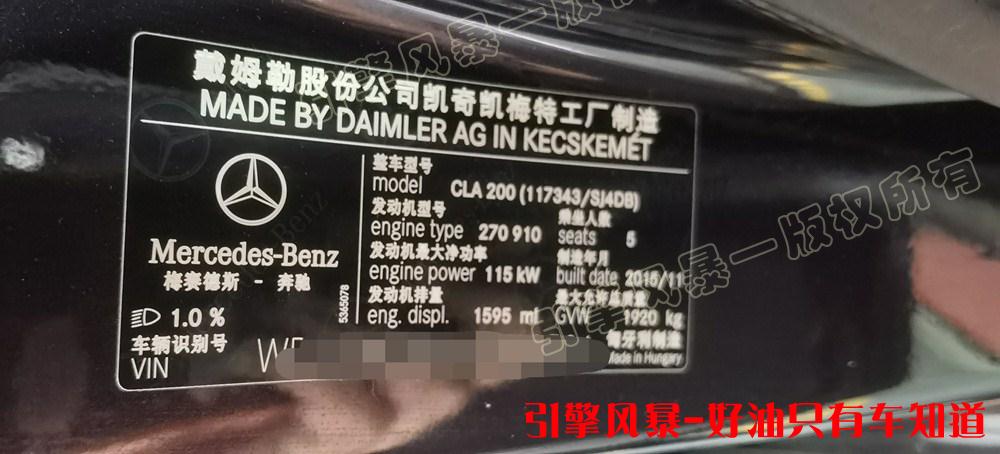 戴姆勒股份公司凯奇凯梅特工厂制造
MADE BY DAIMLER AG IN KECSKEMÉT
整车型号
model CLA 200 (117343/SJ4DB)
发动机型号 乘坐人数
engine type 270 910 seats 5
发动机最大净功率 制造年月
engine power 115 kW built date 2015/11
发动机排量 最大允许总质量
eng. displ. 1595 ml GVW 1920 kg
匈牙利制造
Made in Hungary
Mercedes-Benz
梅赛德斯 - 奔驰
1.0 %
车辆识别号
VIN
5365078
引擎风暴—版权所有
引擎风暴-好油只有车知道